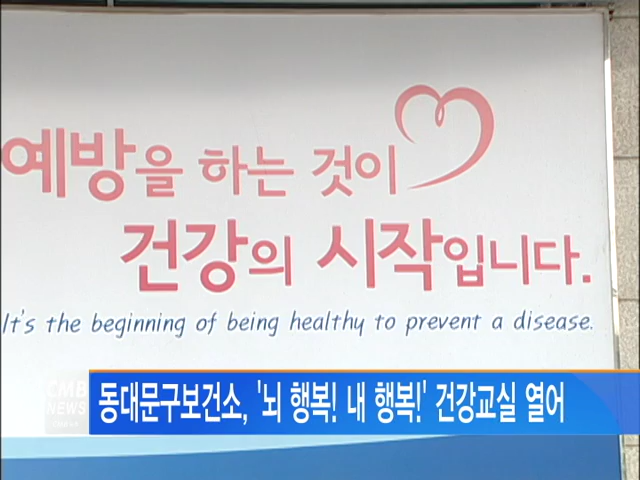 예방을 하는 것이
건강의 시작입니다.
It's the beginning of being healthy to prevent a disease.
CMB
NEWS
동대문구보건소, '뇌 행복! 내 행복!' 건강교실 열어